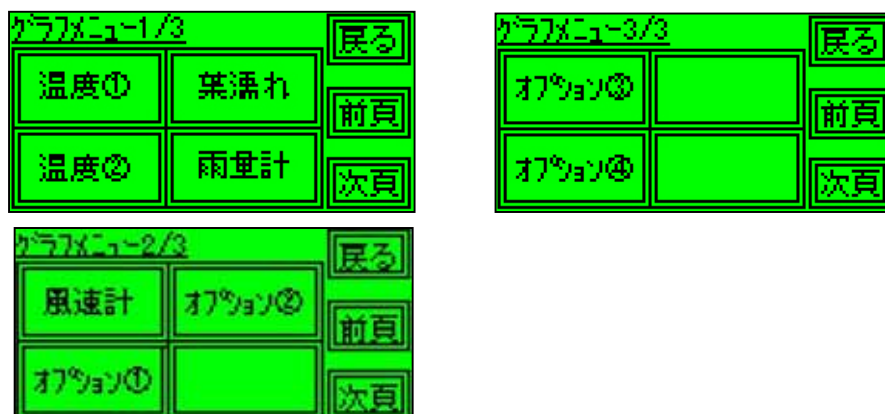 グラフメニュー1/3
戻る
温度① 葉濡れ
前頁
温度② 雨量計
次頁
グラフメニュー3/3
戻る
オプション③
前頁
オプション④
次頁
グラフメニュー2/3
戻る
風速計 オプション②
前頁
オプション①
次頁